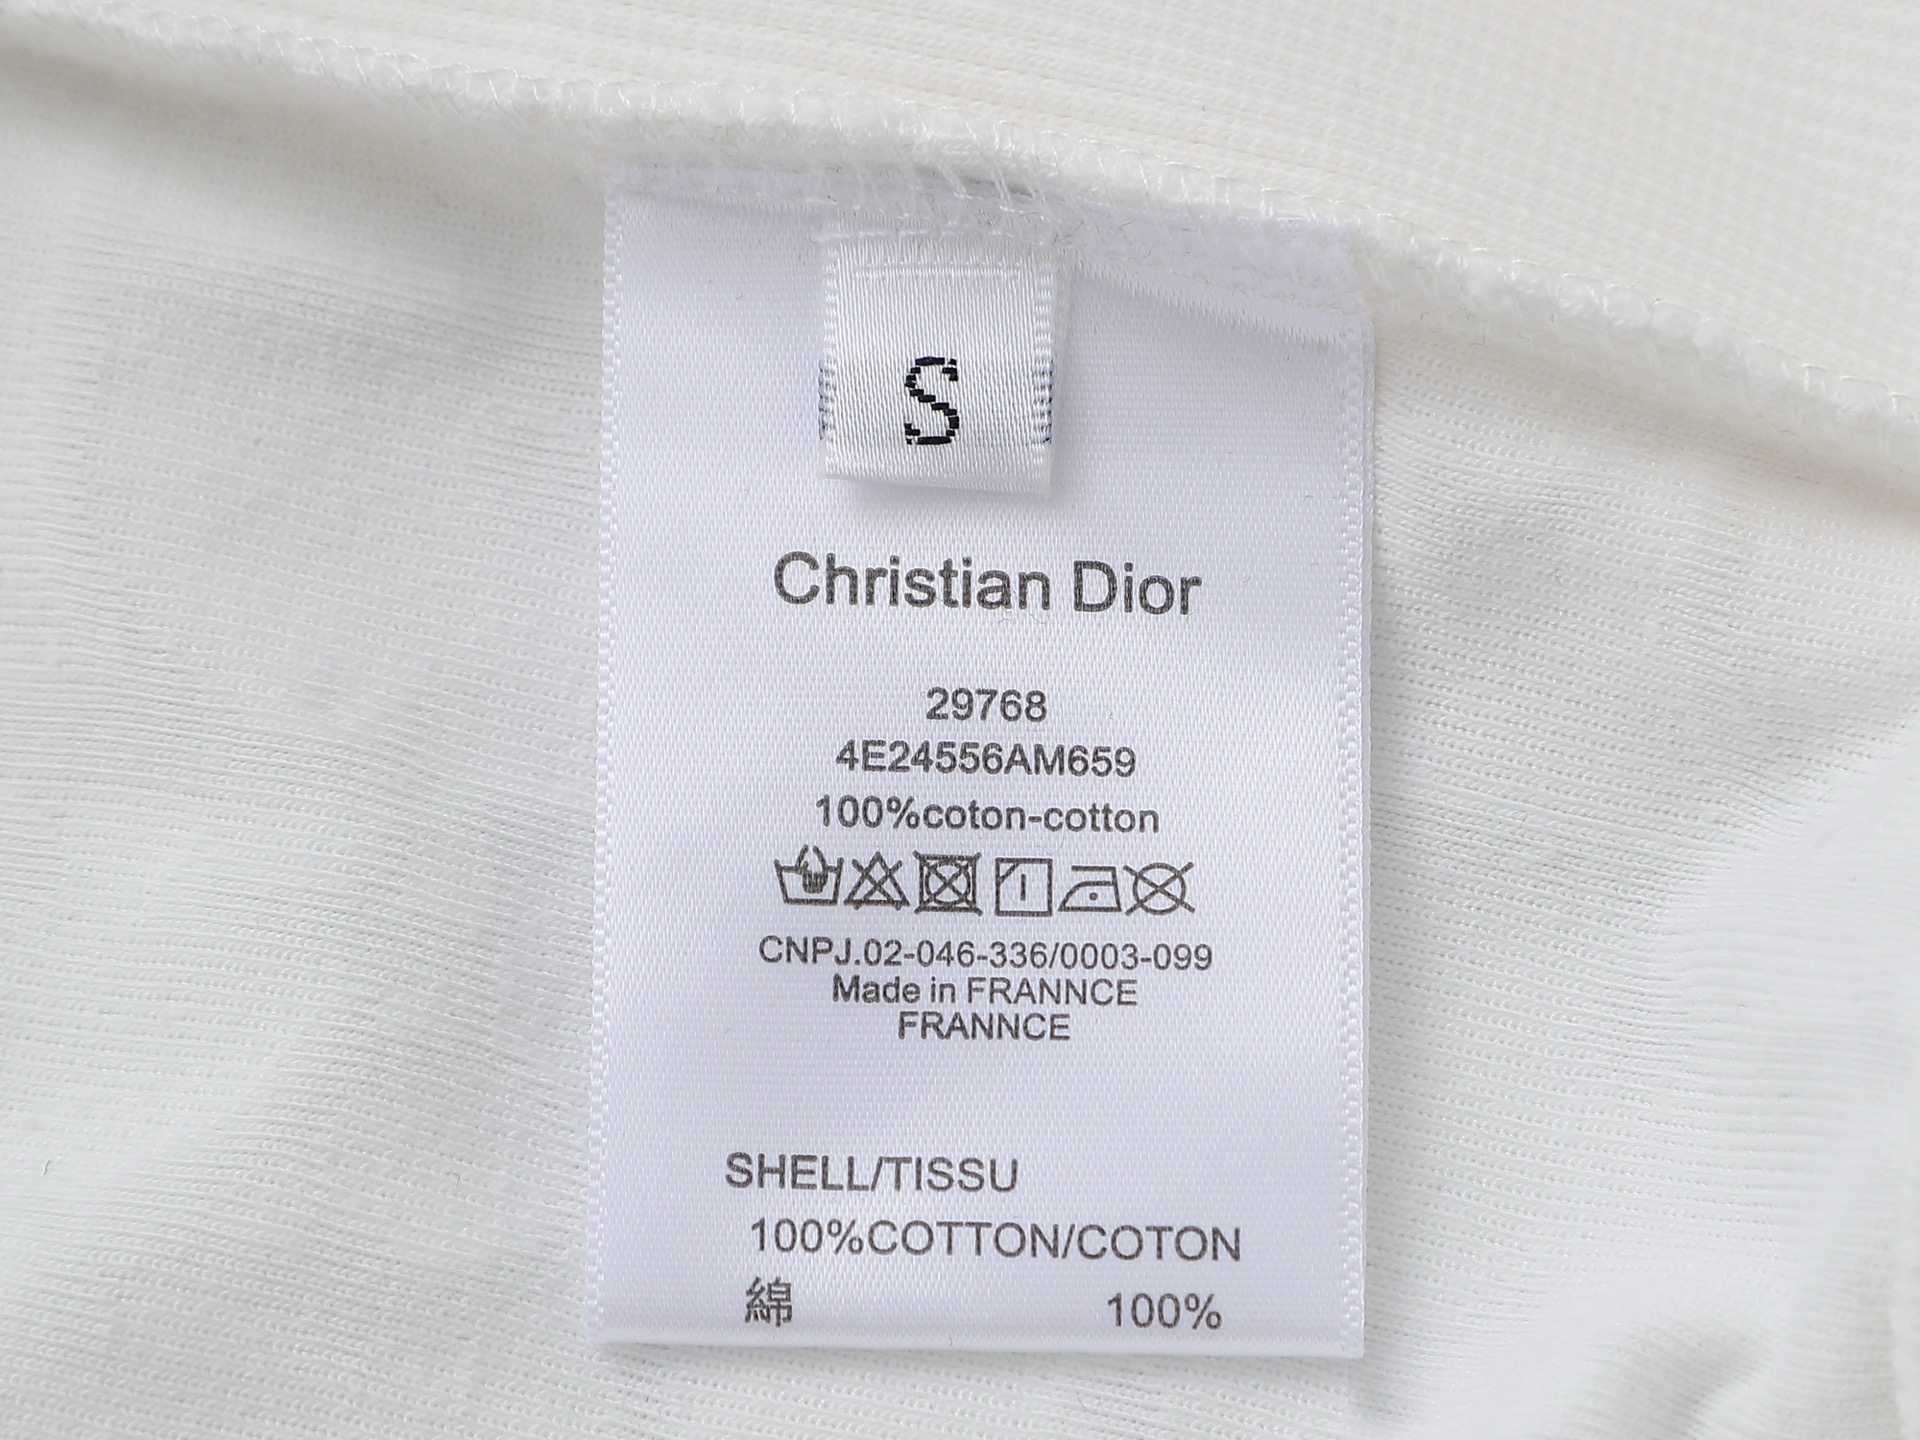 S
Christian Dior
29768
4E24556AM659
100%coton-cotton
CNPJ.02-046-336/0003-099
Made in FRANNCE
FRANNCE
SHELL/TISSU
100%COTTON/COTON
綿 100%